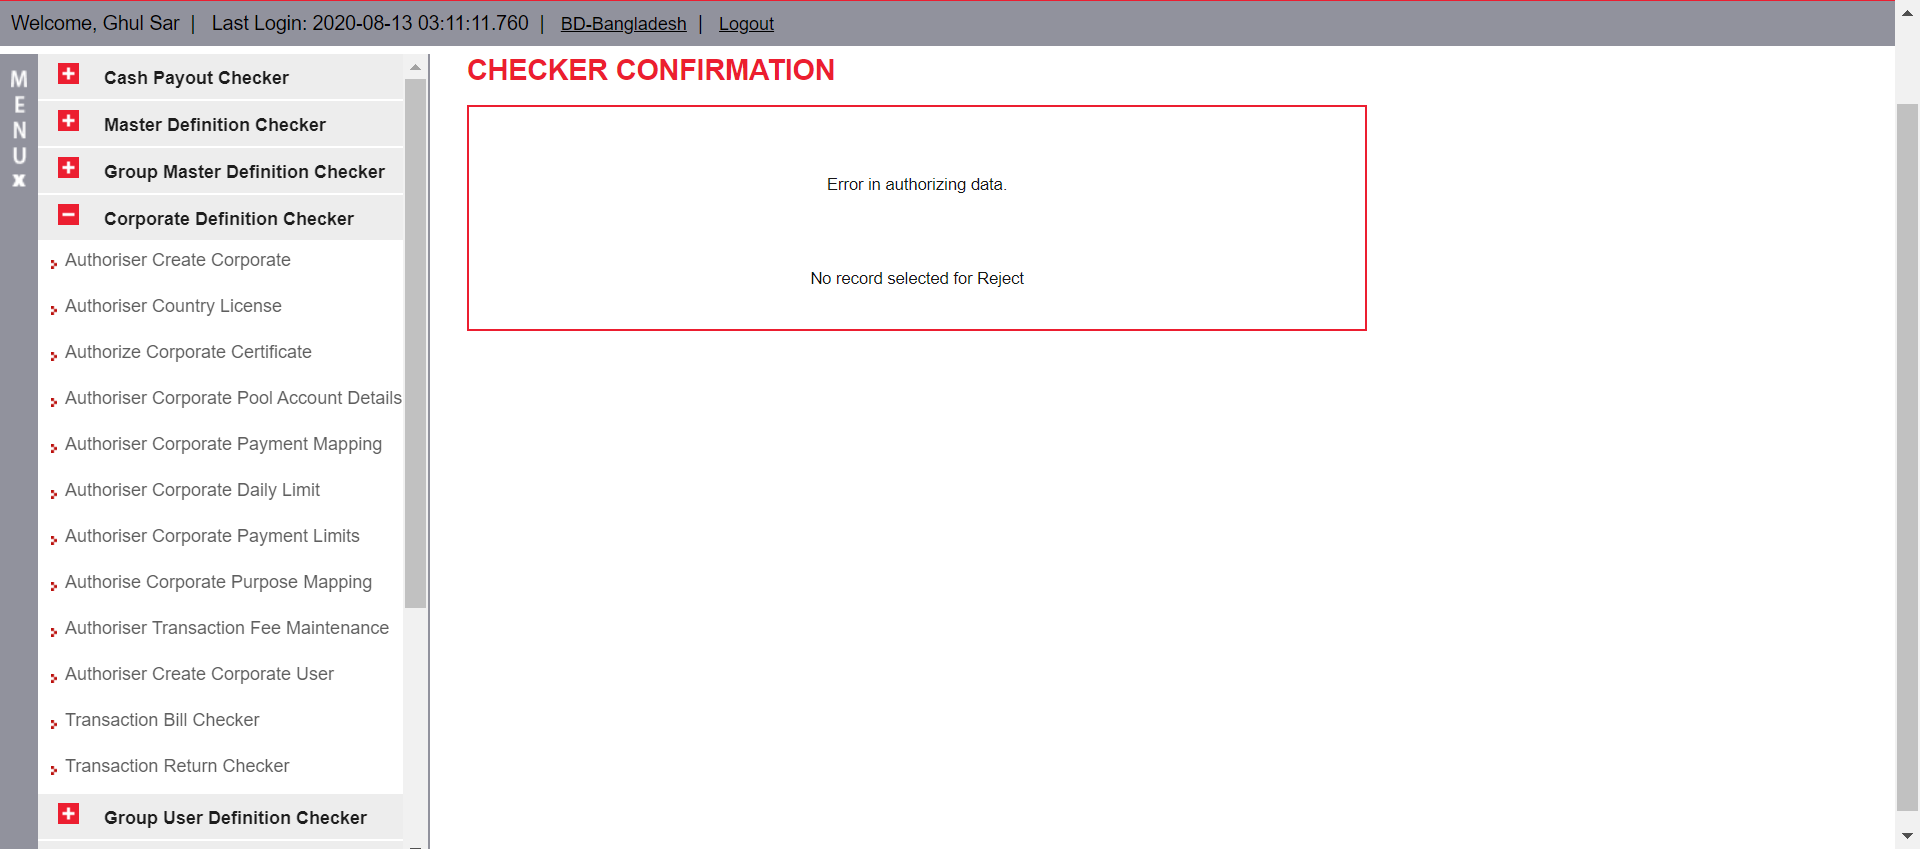 Welcome, Ghul Sar | Last Login: 2020-08-13 03:11:11.760 | BD-Bangladesh | Logout
MENU
x
Cash Payout Checker
Master Definition Checker
Group Master Definition Checker
Corporate Definition Checker
Authoriser Create Corporate
Authoriser Country License
Authorize Corporate Certificate
Authoriser Corporate Pool Account Details
Authoriser Corporate Payment Mapping
Authoriser Corporate Daily Limit
Authoriser Corporate Payment Limits
Authorise Corporate Purpose Mapping
Authoriser Transaction Fee Maintenance
Authoriser Create Corporate User
Transaction Bill Checker
Transaction Return Checker
Group User Definition Checker
CHECKER CONFIRMATION
Error in authorizing data.
No record selected for Reject